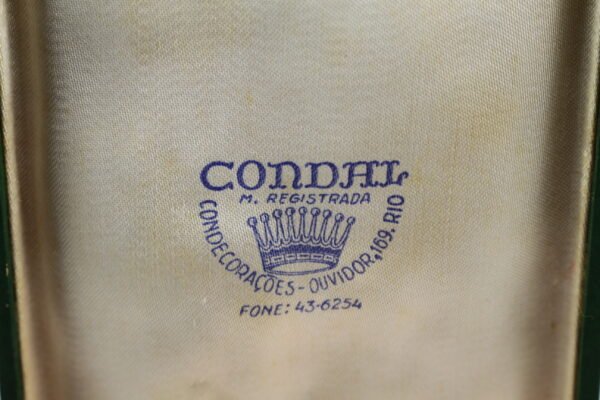 CONDAL
M. REGISTRADA
CONDECORAÇÕES - OUVIDOR, 169. RIO
FONE: 43-6254